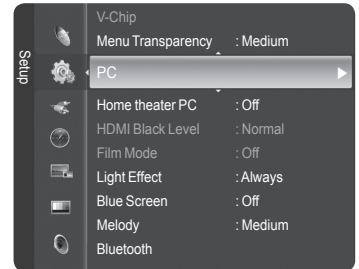 Setup
V-Chip
Menu Transparency : Medium
PC
Home theater PC : Off
HDMI Black Level : Normal
Film Mode : Off
Light Effect : Always
Blue Screen : Off
Melody : Medium
Bluetooth